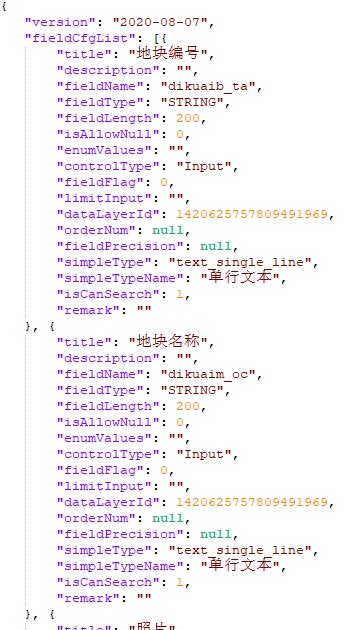 {
"version": "2020-08-07",
"fieldCfgList": [{
"title": "地块编号",
"description": "",
"fieldName": "dikuaib_ta",
"fieldType": "STRING",
"fieldLength": 200,
"isAllowNull": 0,
"enumValues": "",
"controlType": "Input",
"fieldFlag": 0,
"limitInput": "",
"dataLayerId": 1420625757809491969,
"orderNum": null,
"fieldPrecision": null,
"simpleType": "text_single_line",
"simpleTypeName": "单行文本",
"isCanSearch": 1,
"remark": ""
}, {
"title": "地块名称",
"description": "",
"fieldName": "dikuaim_oc",
"fieldType": "STRING",
"fieldLength": 200,
"isAllowNull": 0,
"enumValues": "",
"controlType": "Input",
"fieldFlag": 0,
"limitInput": "",
"dataLayerId": 1420625757809491969,
"orderNum": null,
"fieldPrecision": null,
"simpleType": "text_single_line",
"simpleTypeName": "单行文本",
"isCanSearch": 1,
"remark": ""
}, {
"title": "照片"